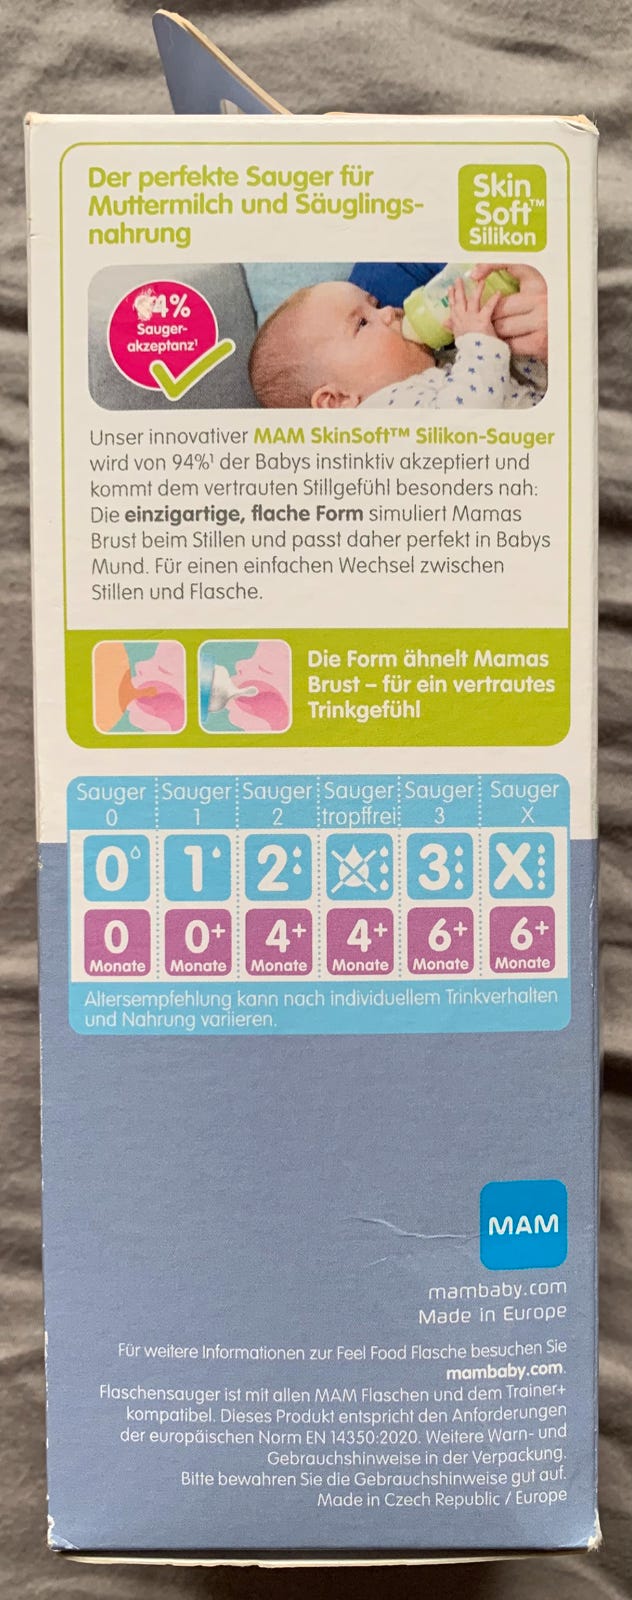 Der perfekte Sauger für
Muttermilch und Säuglings-
nahrung
Skin
Soft™
Silikon
4%
Sauger-
akzeptanz¹
Unser innovativer MAM SkinSoft™ Silikon-Sauger
wird von 94%¹ der Babys instinktiv akzeptiert und
kommt dem vertrauten Stillgefühl besonders nah:
Die einzigartige, flache Form simuliert Mamas
Brust beim Stillen und passt daher perfekt in Babys
Mund. Für einen einfachen Wechsel zwischen
Stillen und Flasche.
Die Form ähnelt Mamas
Brust – für ein vertrautes
Trinkgefühl
Sauger Sauger Sauger Sauger Sauger Sauger
0 1 2 tropffrei 3 X
0 1 2 X 3 X
0 0+ 4+ 4+ 6+ 6+
Monate Monate Monate Monate Monate Monate
Altersempfehlung kann nach individuellem Trinkverhalten
und Nahrung variieren.
MAM
mambaby.com
Made in Europe
Für weitere Informationen zur Feel Food Flasche besuchen Sie
mambaby.com.
Flaschensauger ist mit allen MAM Flaschen und dem Trainer+
kompatibel. Dieses Produkt entspricht den Anforderungen
der europäischen Norm EN 14350:2020. Weitere Warn- und
Gebrauchshinweise in der Verpackung.
Bitte bewahren Sie die Gebrauchshinweise gut auf.
Made in Czech Republic / Europe